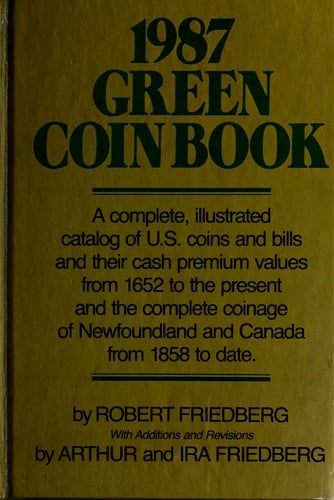 1987
GREEN
COIN BOOK
A complete, illustrated
catalog of U.S. coins and bills
and their cash premium values
from 1652 to the present
and the complete coinage
of Newfoundland and Canada
from 1858 to date.
by ROBERT FRIEDBERG
With Additions and Revisions
by ARTHUR and IRA FRIEDBERG